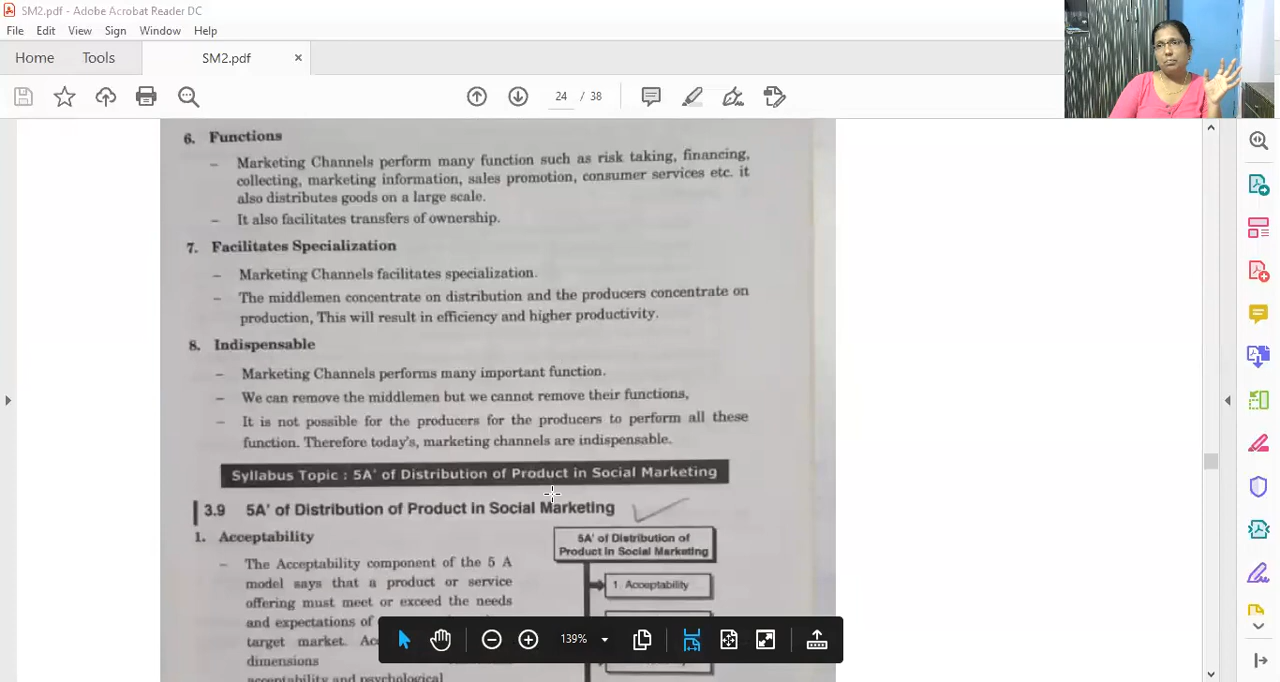 SM2.pdf - Adobe Acrobat Reader DC
File Edit View Sign Window Help
Home Tools SM2.pdf ×
24 / 38
6. Functions
– Marketing Channels perform many function such as risk taking, financing,
collecting, marketing information, sales promotion, consumer services etc. it
also distributes goods on a large scale.
– It also facilitates transfers of ownership.
7. Facilitates Specialization
– Marketing Channels facilitates specialization.
– The middlemen concentrate on distribution and the producers concentrate on
production, This will result in efficiency and higher productivity.
8. Indispensable
– Marketing Channels performs many important function.
– We can remove the middlemen but we cannot remove their functions,
– It is not possible for the producers for the producers to perform all these
function. Therefore today's, marketing channels are indispensable.
Syllabus Topic : 5A' of Distribution of Product in Social Marketing
3.9 5A' of Distribution of Product in Social Marketing
1. Acceptability
– The Acceptability component of the 5 A
model says that a product or service
offering must meet or exceed the needs
and expectations of
target market.
dimensions
acceptability and psychological
5A' of Distribution of
Product in Social Marketing
1. Acceptability
139%